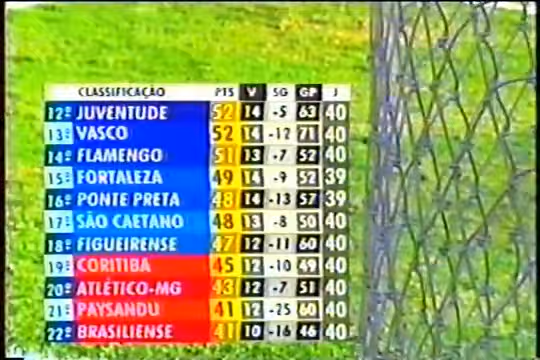 CLASSIFICAÇÃO PTS V SG GP J
12º JUVENTUDE 52 14 -5 63 40
13º VASCO 52 14 -12 71 40
14º FLAMENGO 51 13 -7 52 40
15º FORTALEZA 49 14 -9 52 39
16º PONTE PRETA 48 14 -13 57 39
17º SÃO CAETANO 48 13 -8 50 40
18º FIGUEIRENSE 47 12 -11 60 40
19º CORITIBA 45 12 -10 49 40
20º ATLÉTICO-MG 43 12 -7 51 40
21º PAYSANDU 41 12 -25 60 40
22º BRASILIENSE 41 10 -16 46 40